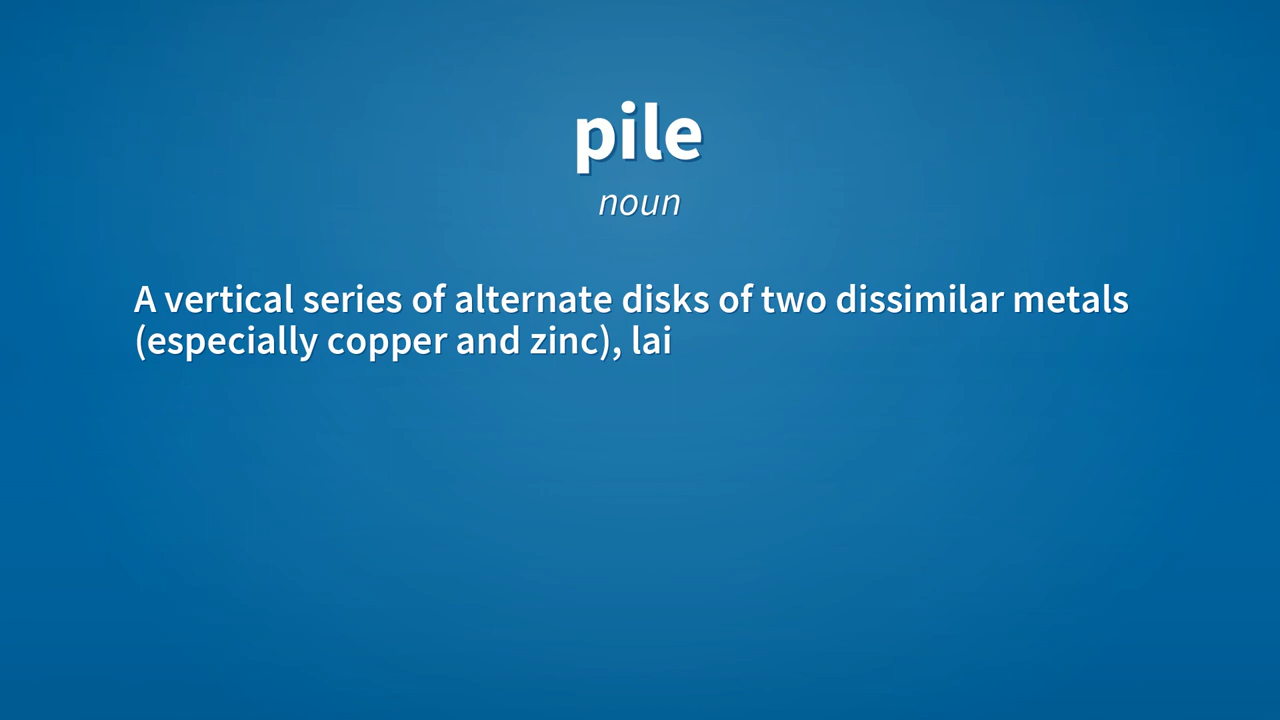 pile
noun
A vertical series of alternate disks of two dissimilar metals
(especially copper and zinc), lai